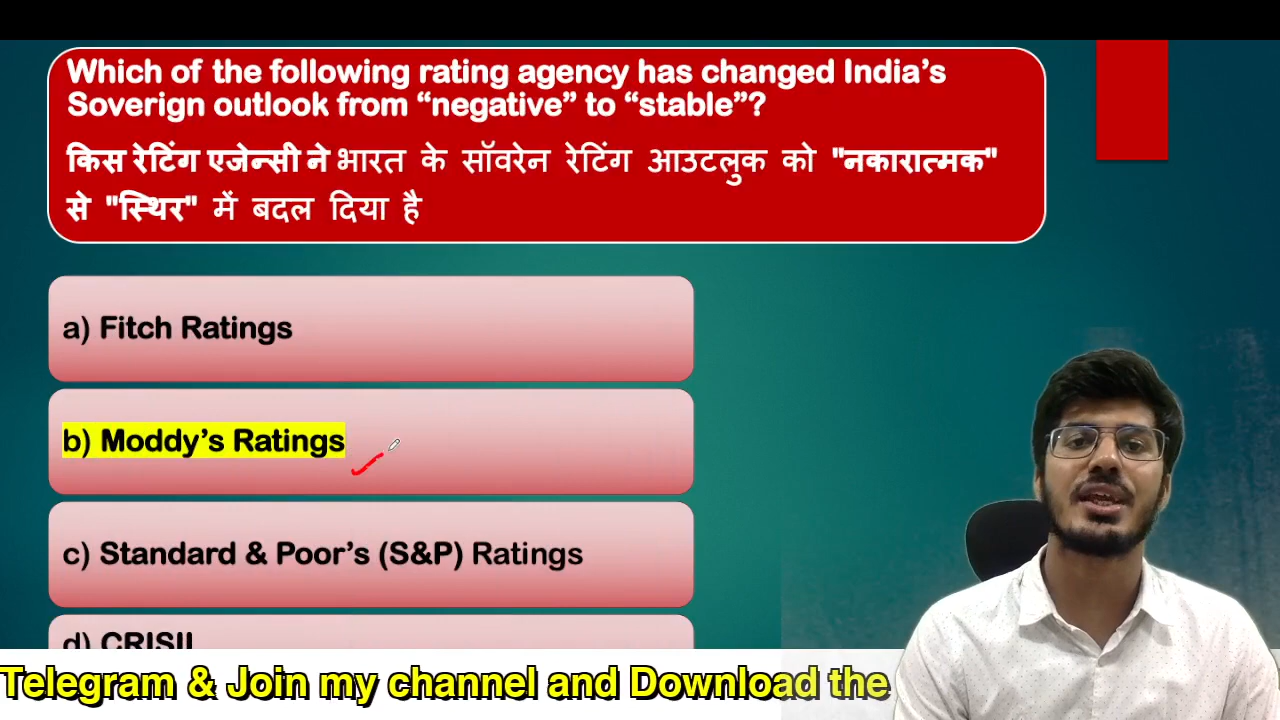 Which of the following rating agency has changed India's
Soverign outlook from “negative” to “stable”?
किस रेटिंग एजेन्सी ने भारत के सॉवरेन रेटिंग आउटलुक को "नकारात्मक"
से "स्थिर" में बदल दिया है
a) Fitch Ratings
b) Moddy's Ratings
c) Standard & Poor's (S&P) Ratings
d) CRISIL
Telegram & Join my channel and Download the